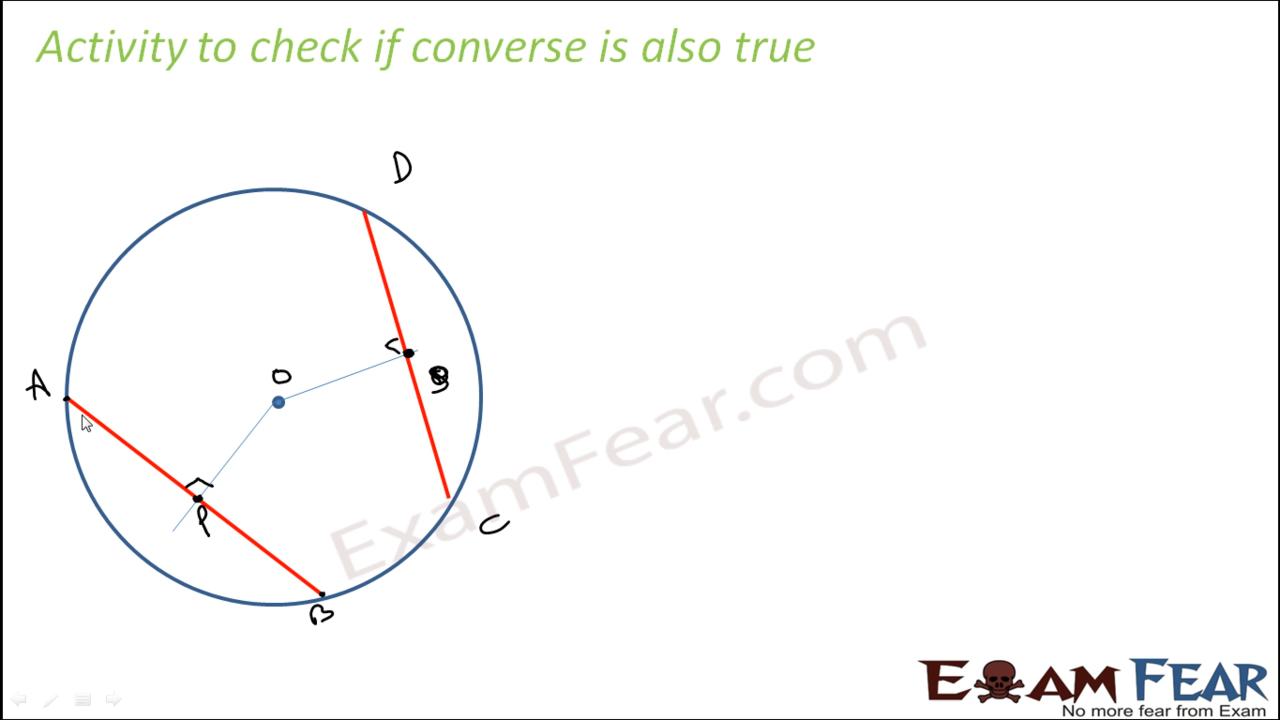 Activity to check if converse is also true
D
A
O
P
C
B
ExamFear.com
EXAM FEAR
No more fear from Exam